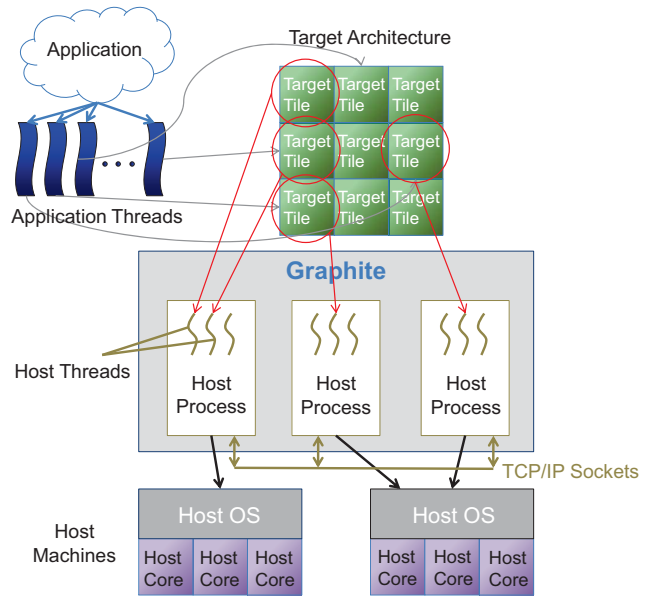 Application
Target Architecture
Target Target Target
Tile Tile Tile
Target Target Target
Tile Tile Tile
Target Target Target
Tile Tile Tile
Application Threads
Graphite
Host Threads
Host Host Host
Process Process Process
TCP/IP Sockets
Host OS Host OS
Host
Machines
Host Host Host Host Host Host
Core Core Core Core Core Core